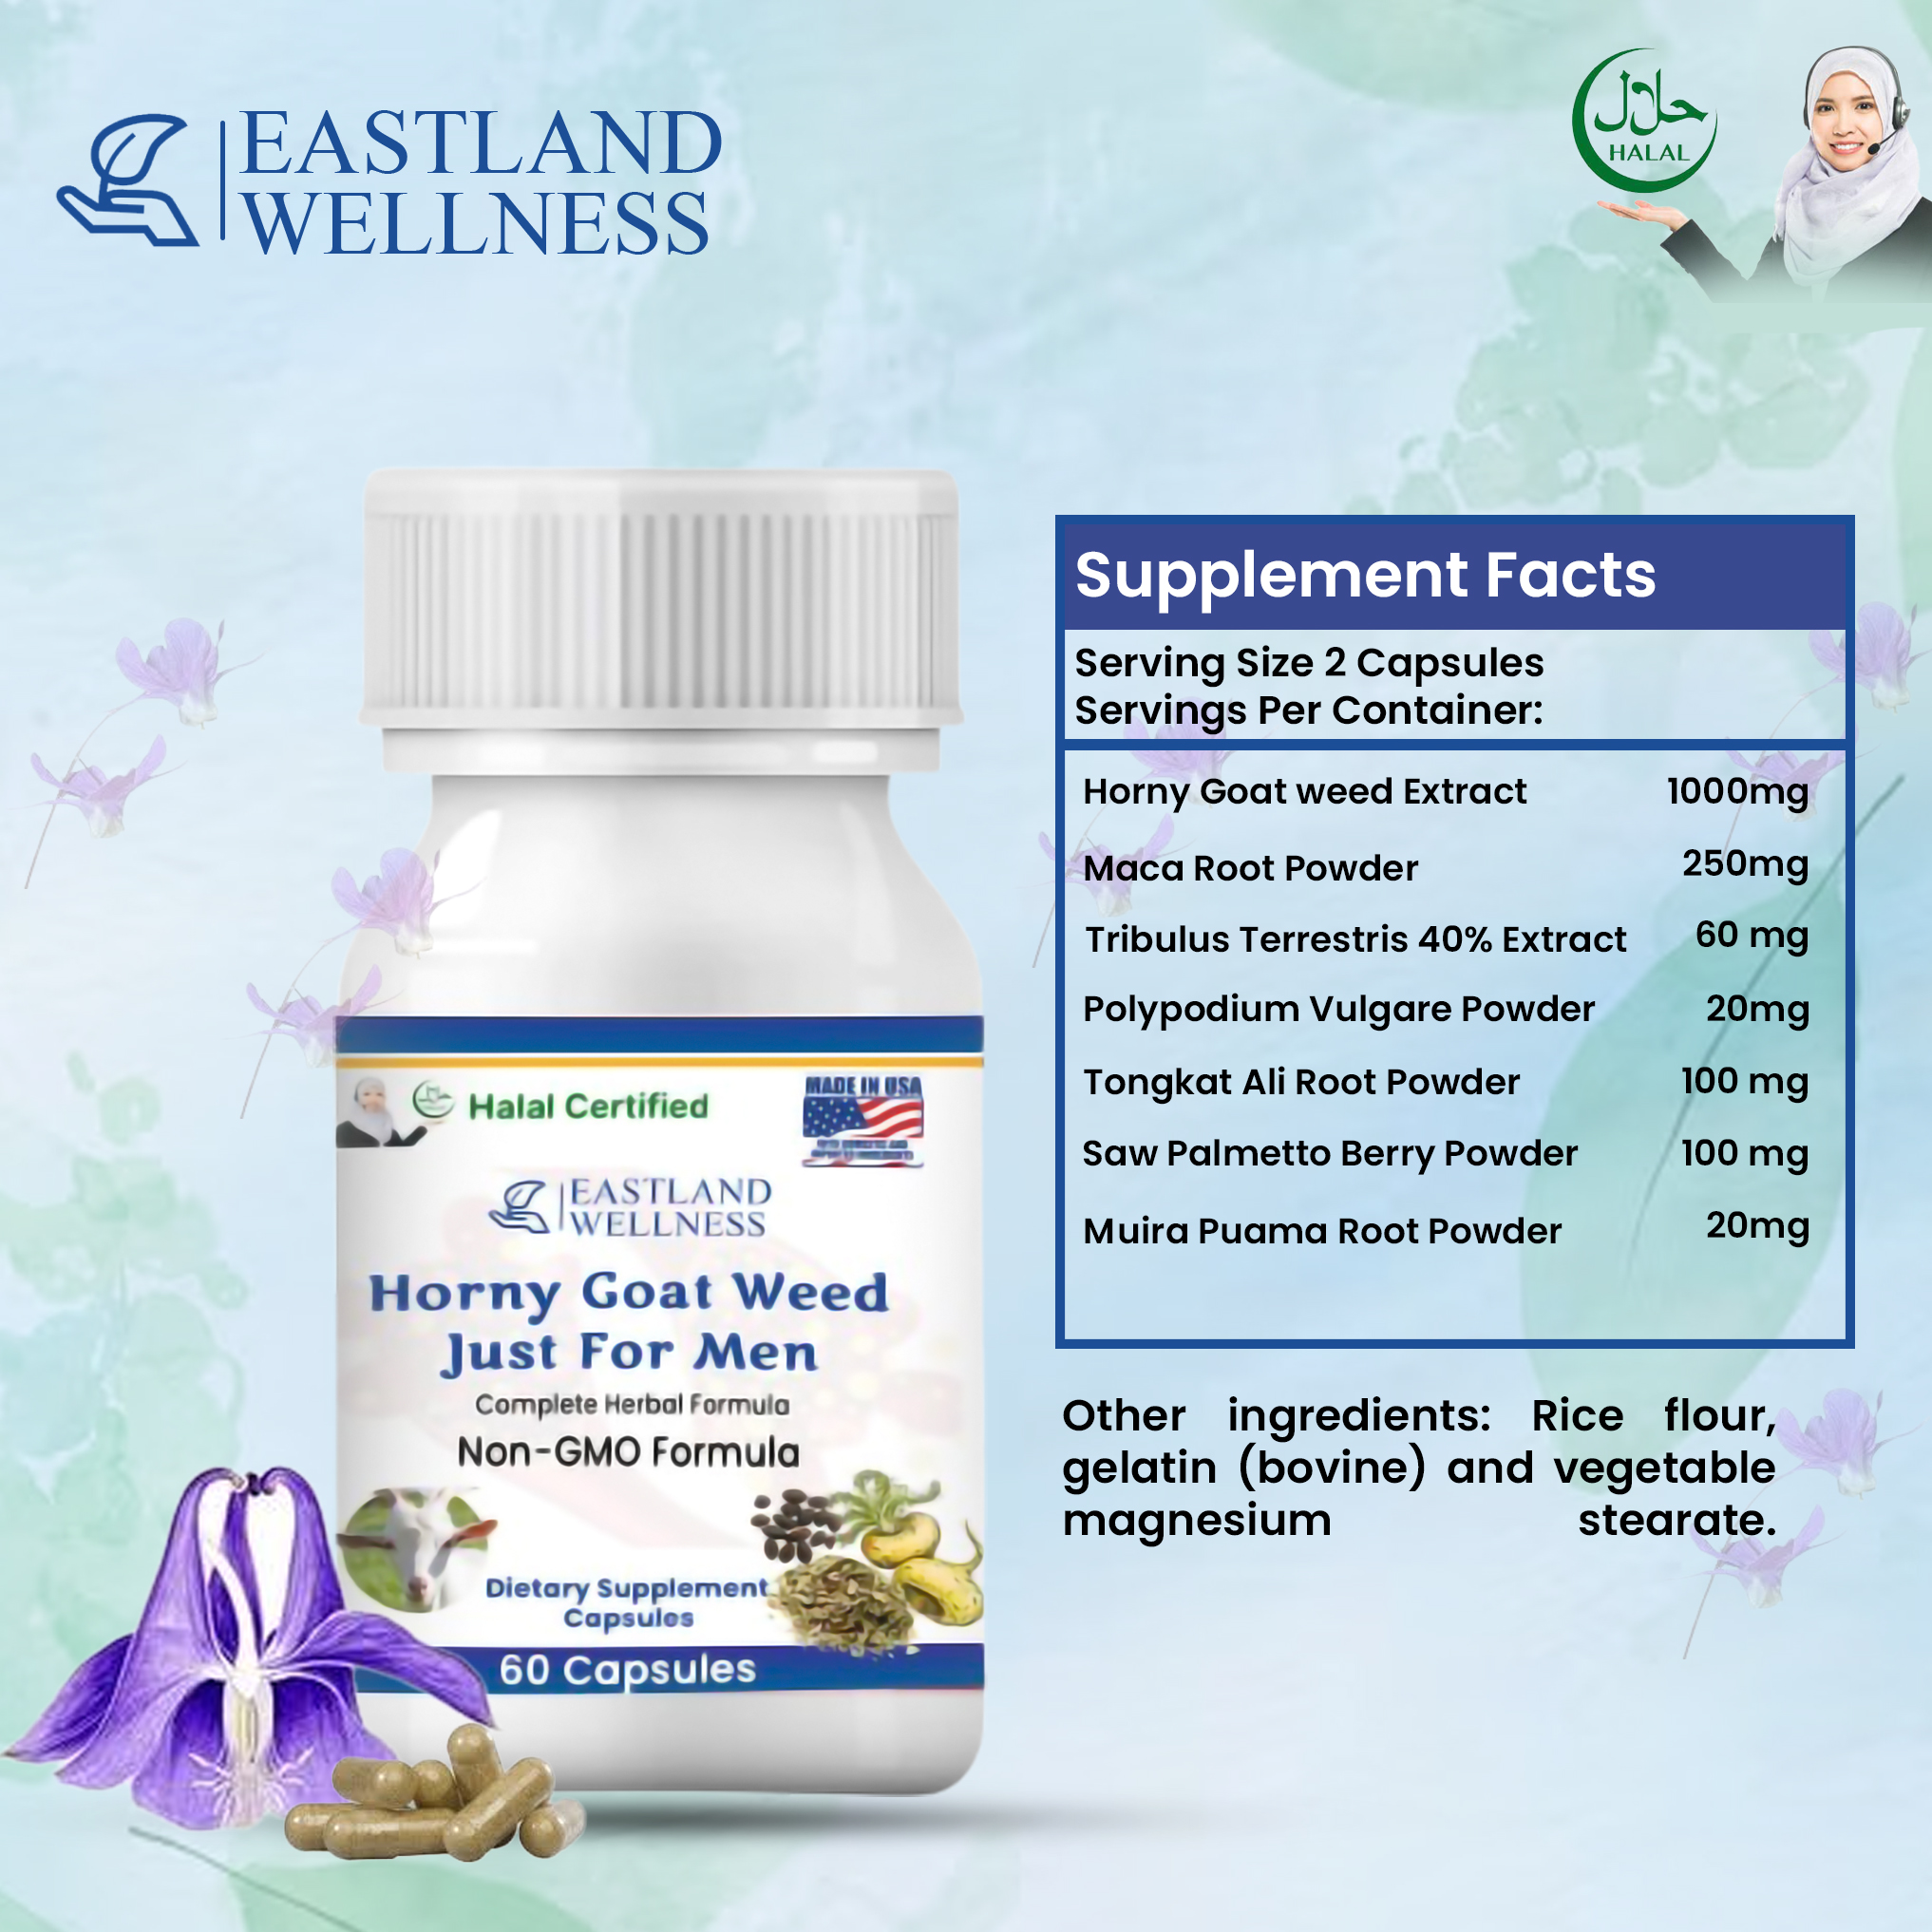 EASTLAND
WELLNESS
حلال
HALAL
Supplement Facts
Serving Size 2 Capsules
Servings Per Container:
Horny Goat weed Extract 1000mg
Maca Root Powder 250mg
Tribulus Terrestris 40% Extract 60 mg
Polypodium Vulgare Powder 20mg
Tongkat Ali Root Powder 100 mg
Saw Palmetto Berry Powder 100 mg
Muira Puama Root Powder 20mg
Other ingredients: Rice flour,
gelatin (bovine) and vegetable
magnesium stearate.
Halal Certified
MADE IN USA
EASTLAND
WELLNESS
Horny Goat Weed
Just For Men
Complete Herbal Formula
Non-GMO Formula
Dietary Supplement
Capsules
60 Capsules